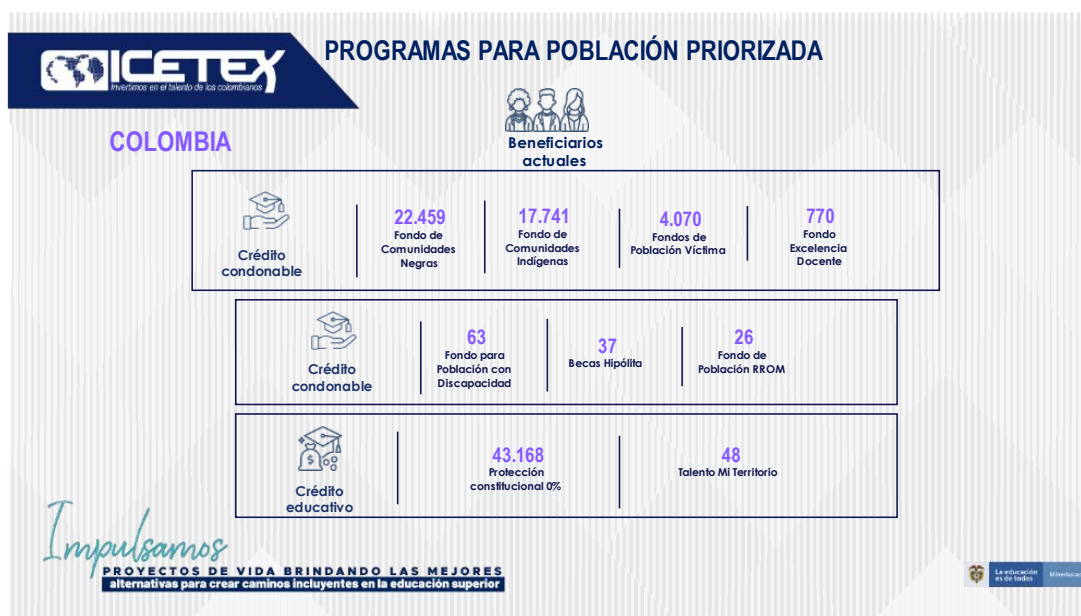 ICETEX
Invertimos en el talento de los colombianos
PROGRAMAS PARA POBLACIÓN PRIORIZADA
COLOMBIA
Beneficiarios
actuales
Crédito
condonable
22.459
Fondo de
Comunidades
Negras
17.741
Fondo de
Comunidades
Indígenas
4.070
Fondos de
Población Víctima
770
Fondo
Excelencia
Docente
Crédito
condonable
63
Fondo para
Población con
Discapacidad
37
Becas Hipólita
26
Fondo de
Población RROM
Crédito
educativo
43.168
Protección
constitucional 0%
48
Talento Mi Territorio
Impulsamos
PROYECTOS DE VIDA BRINDANDO LAS MEJORES
alternativas para crear caminos incluyentes en la educación superior
La educación
es de todos